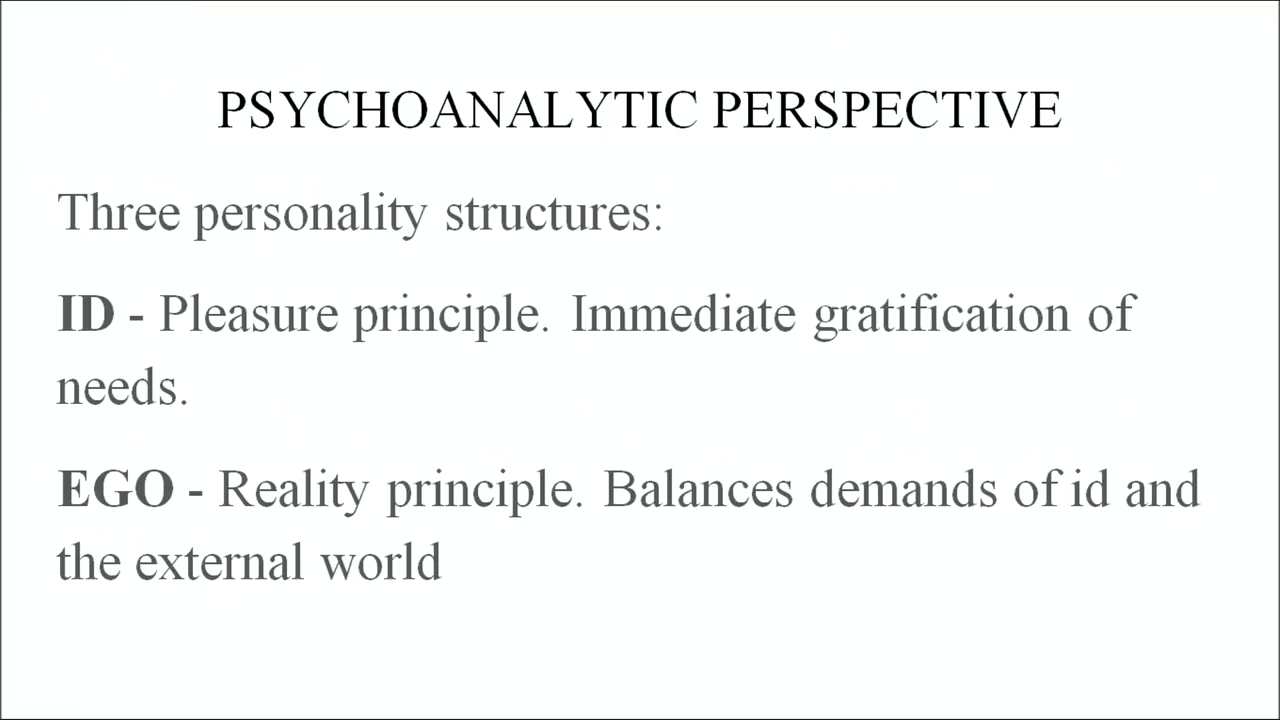 PSYCHOANALYTIC PERSPECTIVE
Three personality structures:
ID - Pleasure principle. Immediate gratification of
needs.
EGO - Reality principle. Balances demands of id and
the external world